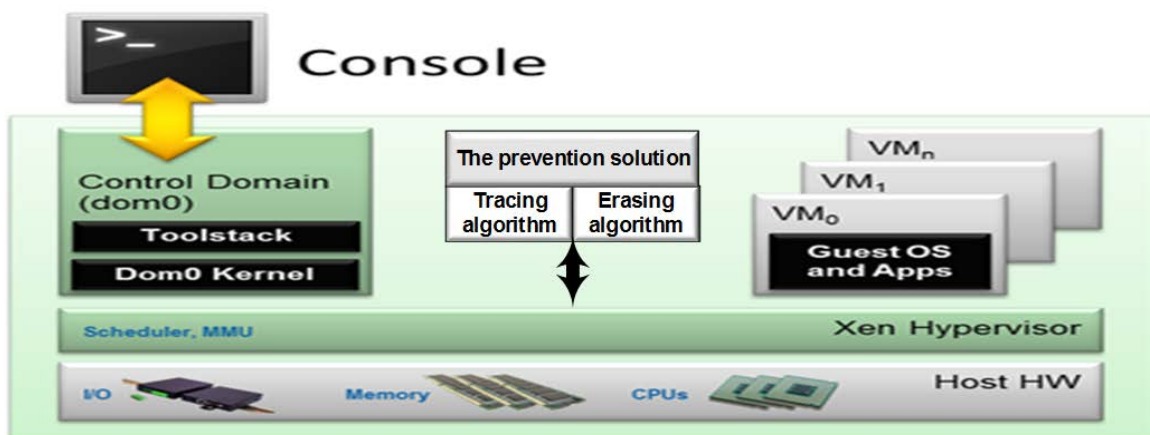 >_
Console
Control Domain
(dom0)
Toolstack
Dom0 Kernel
The prevention solution
Tracing
algorithm
Erasing
algorithm
VMn
VM1
VM0
Guest OS
and Apps
Scheduler, MMU
Xen Hypervisor
I/O
Memory
CPUs
Host HW